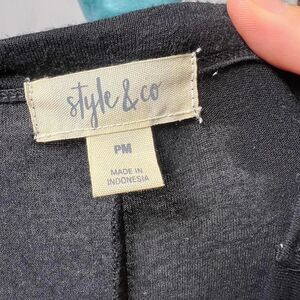 style & co
PM
MADE IN
INDONESIA